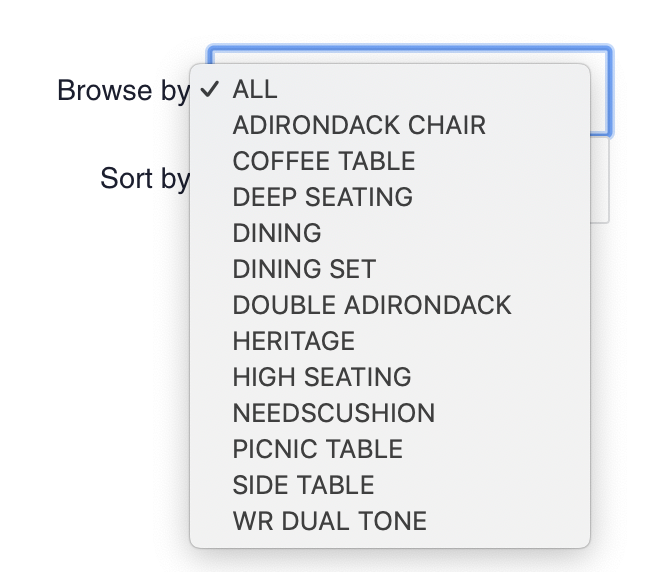 Browse by
✓ ALL
ADIRONDACK CHAIR
COFFEE TABLE
Sort by
DEEP SEATING
DINING
DINING SET
DOUBLE ADIRONDACK
HERITAGE
HIGH SEATING
NEEDSCUSHION
PICNIC TABLE
SIDE TABLE
WR DUAL TONE